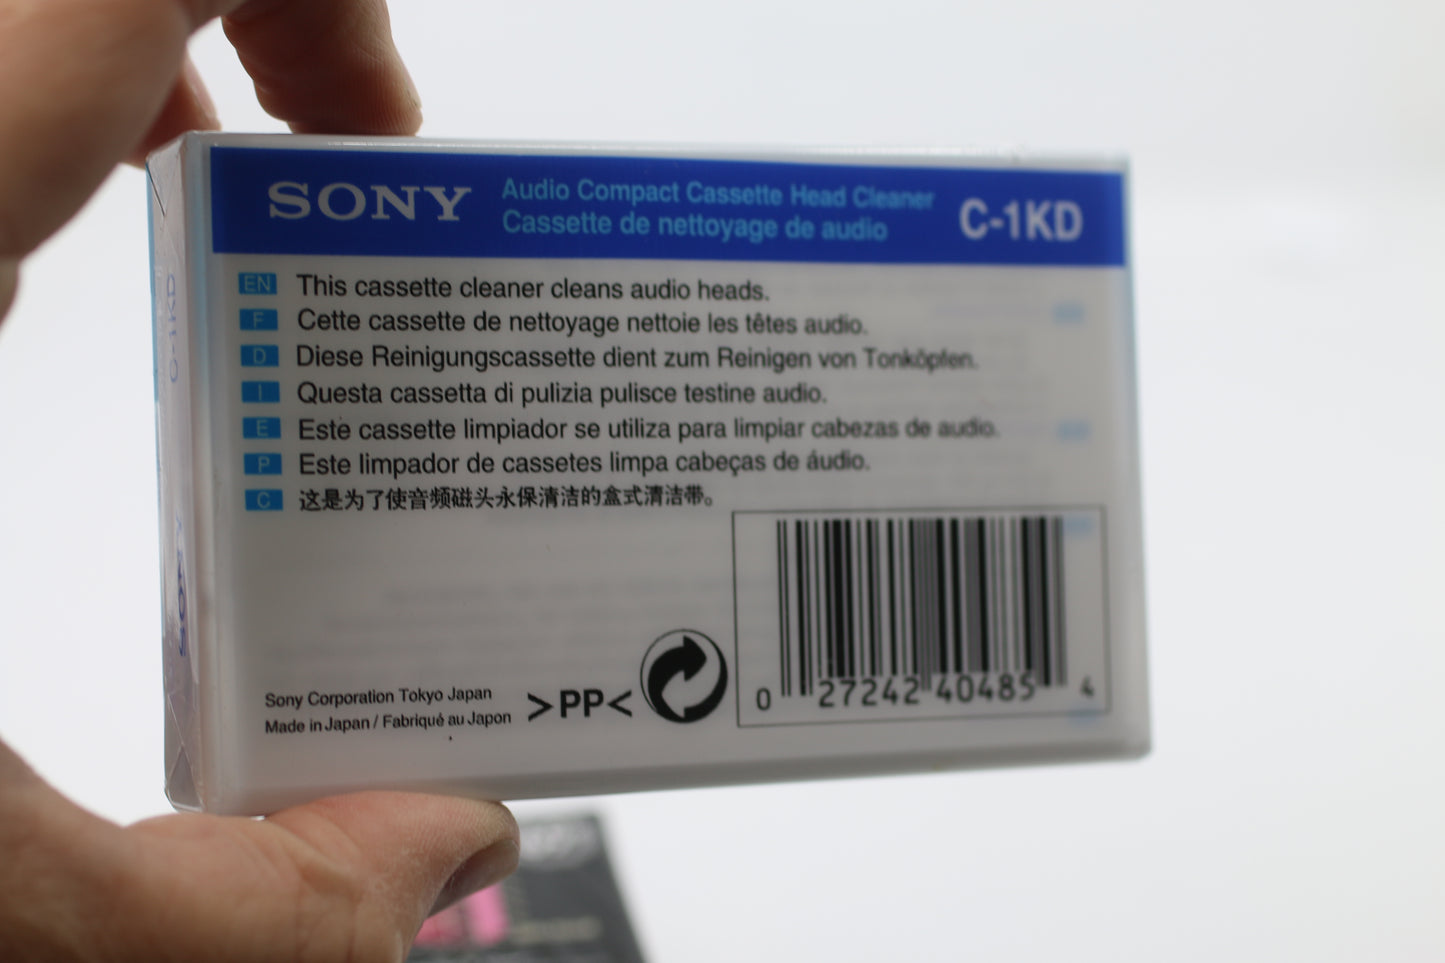 SONY
Audio Compact Cassette Head Cleaner
Cassette de nettoyage de audio
C-1KD
EN This cassette cleaner cleans audio heads.
F Cette cassette de nettoyage nettoie les têtes audio.
D Diese Reinigungscassette dient zum Reinigen von Tonköpfen.
I Questa cassetta di pulizia pulisce testine audio.
E Este cassette limpiador se utiliza para limpiar cabezas de audio.
P Este limpador de cassetes limpa cabeças de áudio.
C 这是为了使音频磁头永保清洁的盒式清洁带。
Sony Corporation Tokyo Japan
Made in Japan / Fabriqué au Japon
>PP<
0 27242 40485 4
C-1KD
SONY